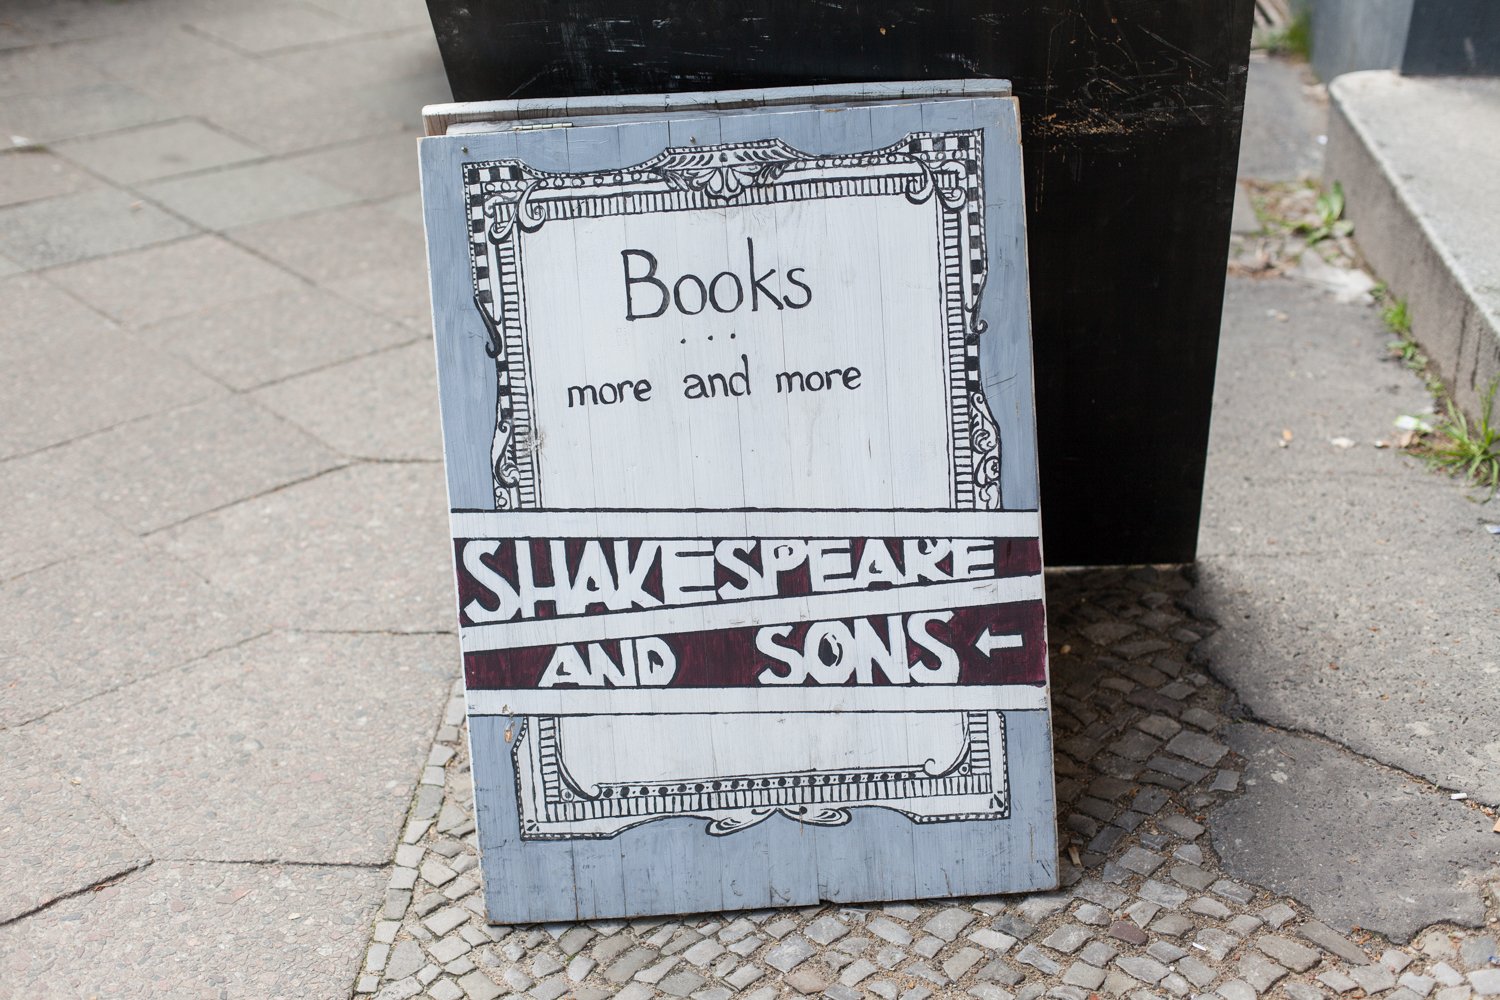 Books
...
more and more
SHAKESPEARE
AND SONS ←